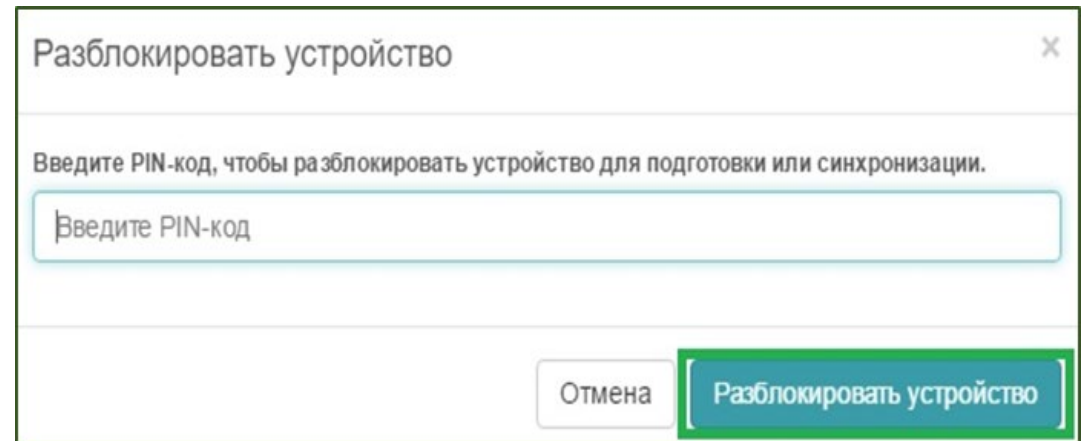 Разблокировать устройство ×
Введите PIN-код, чтобы разблокировать устройство для подготовки или синхронизации.
Введите PIN-код
Отмена Разблокировать устройство